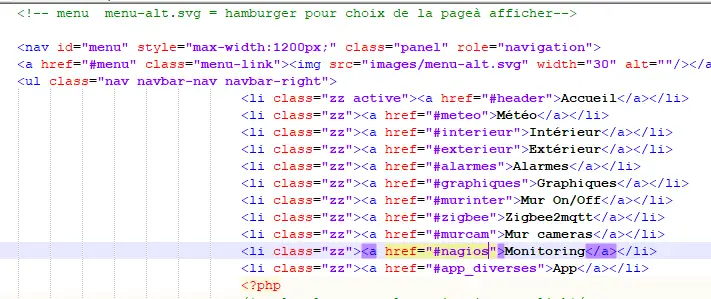 <!-- menu  menu-alt.svg = hamburger pour choix de la pageà afficher-->
<nav id="menu" style="max-width:1200px;" class="panel" role="navigation">
<a href="#menu" class="menu-link"><img src="images/menu-alt.svg" width="30" alt=""/></a>
<ul class="nav navbar-nav navbar-right">
<li class="zz active"><a href="#header">Accueil</a></li>
<li class="zz"><a href="#meteo">Météo</a></li>
<li class="zz"><a href="#interieur">Intérieur</a></li>
<li class="zz"><a href="#exterieur">Extérieur</a></li>
<li class="zz"><a href="#alarmes">Alarmes</a></li>
<li class="zz"><a href="#graphiques">Graphiques</a></li>
<li class="zz"><a href="#murinter">Mur On/Off</a></li>
<li class="zz"><a href="#zigbee">Zigbee2mqtt</a></li>
<li class="zz"><a href="#murcam">Mur cameras</a></li>
<li class="zz"><a href="#nagios">Monitoring</a></li>
<li class="zz"><a href="#app_diverses">App</a></li>
<?php